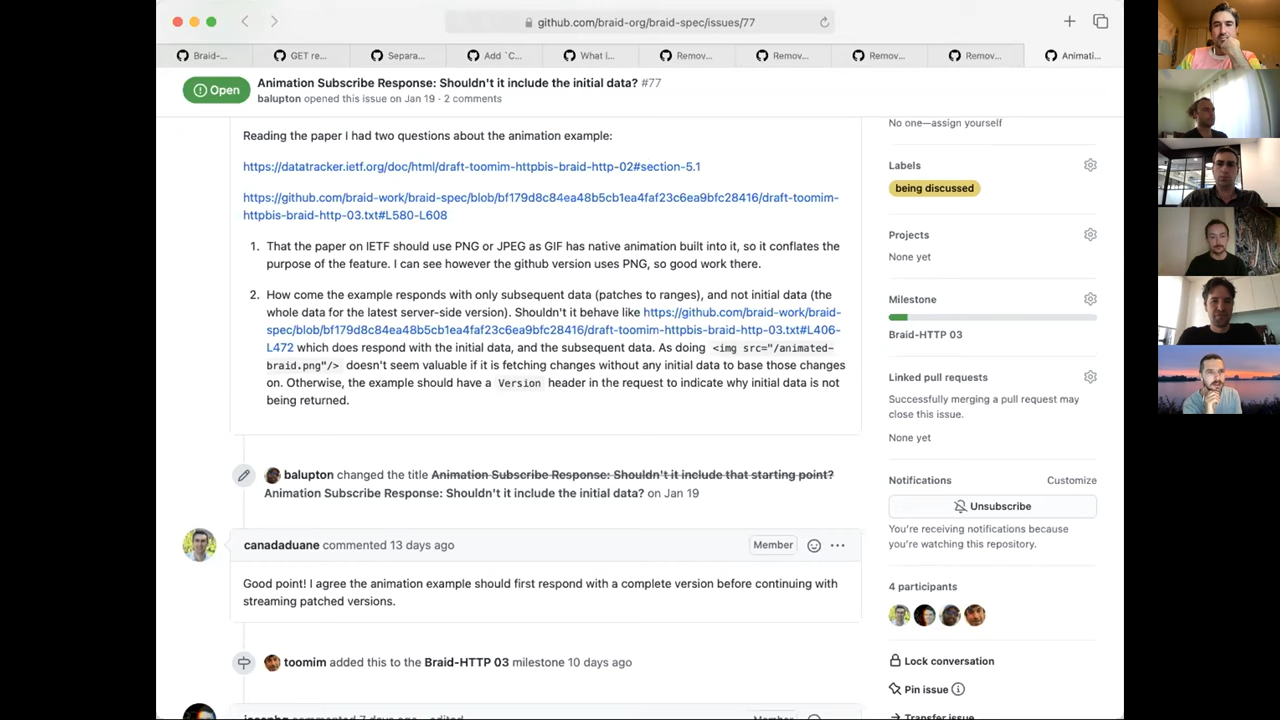 github.com/braid-org/braid-spec/issues/77
Braid-...
GET re...
Separa...
Add `C...
What i...
Remov...
Remov...
Remov...
Remov...
Animati...
Open
Animation Subscribe Response: Shouldn't it include the initial data? #77
balupton opened this issue on Jan 19 · 2 comments
Reading the paper I had two questions about the animation example:
https://datatracker.ietf.org/doc/html/draft-toomim-httpbis-braid-http-02#section-5.1
https://github.com/braid-work/braid-spec/blob/bf179d8c84ea48b5cb1ea4faf23c6ea9bfc28416/draft-toomim-
httpbis-braid-http-03.txt#L580-L608
1. That the paper on IETF should use PNG or JPEG as GIF has native animation built into it, so it conflates the
purpose of the feature. I can see however the github version uses PNG, so good work there.
2. How come the example responds with only subsequent data (patches to ranges), and not initial data (the
whole data for the latest server-side version). Shouldn't it behave like https://github.com/braid-work/braid-
spec/blob/bf179d8c84ea48b5cb1ea4faf23c6ea9bfc28416/draft-toomim-httpbis-braid-http-03.txt#L406-
L472 which does respond with the initial data, and the subsequent data. As doing <img src="/animated-
braid.png"/> doesn't seem valuable if it is fetching changes without any initial data to base those changes
on. Otherwise, the example should have a Version header in the request to indicate why initial data is not
being returned.
balupton changed the title Animation Subscribe Response: Shouldn't it include that starting point?
Animation Subscribe Response: Shouldn't it include the initial data? on Jan 19
canadaduane commented 13 days ago
Member
Good point! I agree the animation example should first respond with a complete version before continuing with
streaming patched versions.
toomim added this to the Braid-HTTP 03 milestone 10 days ago
No one—assign yourself
Labels
being discussed
Projects
None yet
Milestone
Braid-HTTP 03
Linked pull requests
Successfully merging a pull request may
close this issue.
None yet
Notifications
Customize
Unsubscribe
You're receiving notifications because
you're watching this repository.
4 participants
Lock conversation
Pin issue
Transfer issue